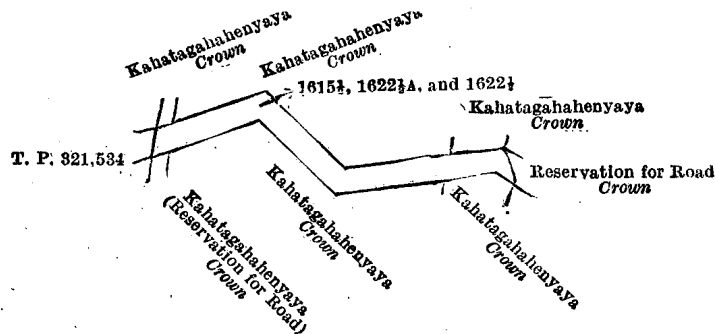 Kahatagahahenyaya
Crown
Kahatagahahenyaya
Crown
1615½, 1622½A, and 1622½
Kahatagahahenyaya
Crown
T. P. 321,534
Reservation for Road
Crown
Kahatagahahenyaya
(Reservation for Road)
Crown
Kahatagahahenyaya
Crown
Kahatagahahenyaya
Crown